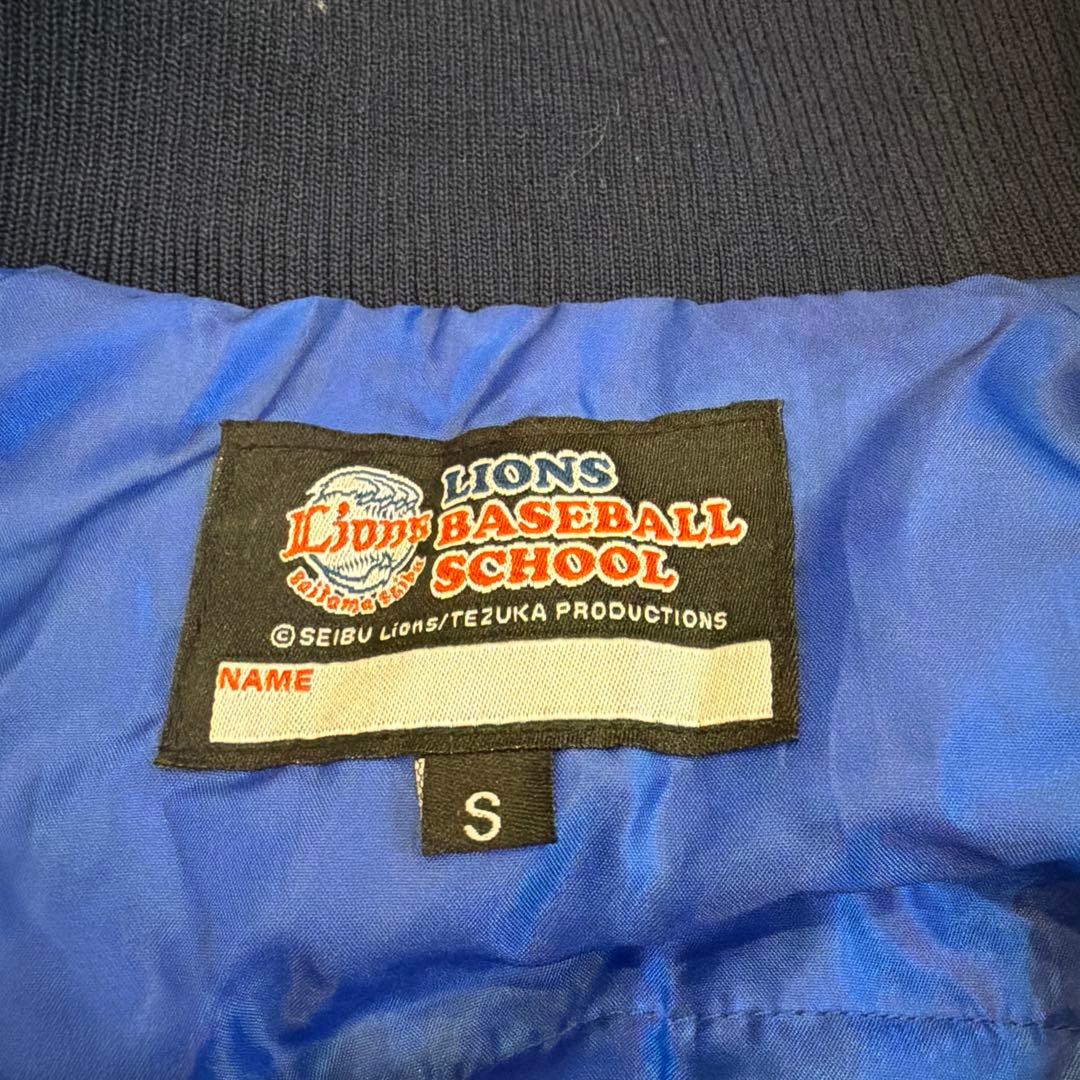 LIONS
BASEBALL
SCHOOL
Lions
Saitama Seibu
© SEIBU Lions/TEZUKA PRODUCTIONS
NAME
S